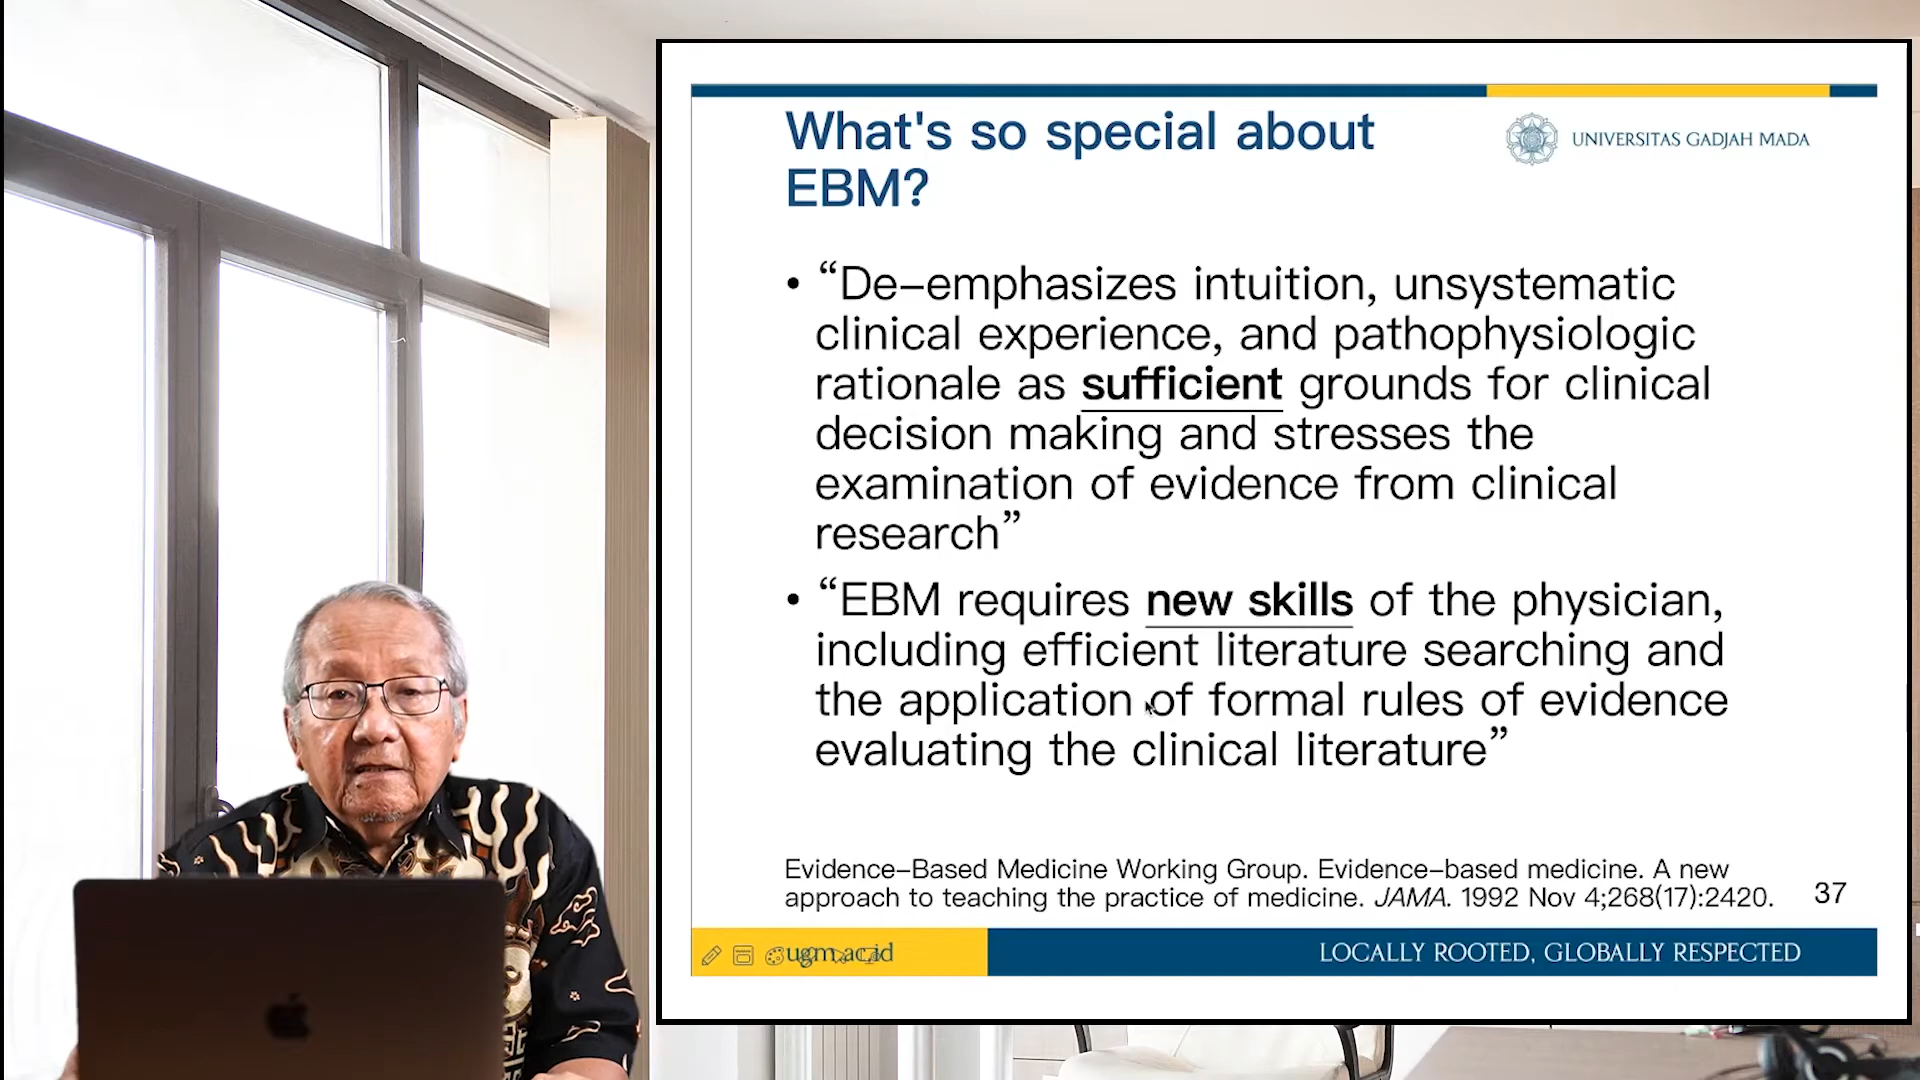 What's so special about
EBM?
UNIVERSITAS GADJAH MADA
• “De-emphasizes intuition, unsystematic
clinical experience, and pathophysiologic
rationale as sufficient grounds for clinical
decision making and stresses the
examination of evidence from clinical
research”
• “EBM requires new skills of the physician,
including efficient literature searching and
the application of formal rules of evidence
evaluating the clinical literature”
Evidence-Based Medicine Working Group. Evidence-based medicine. A new
approach to teaching the practice of medicine. JAMA. 1992 Nov 4;268(17):2420.
37
ugm.ac.id
LOCALLY ROOTED, GLOBALLY RESPECTED